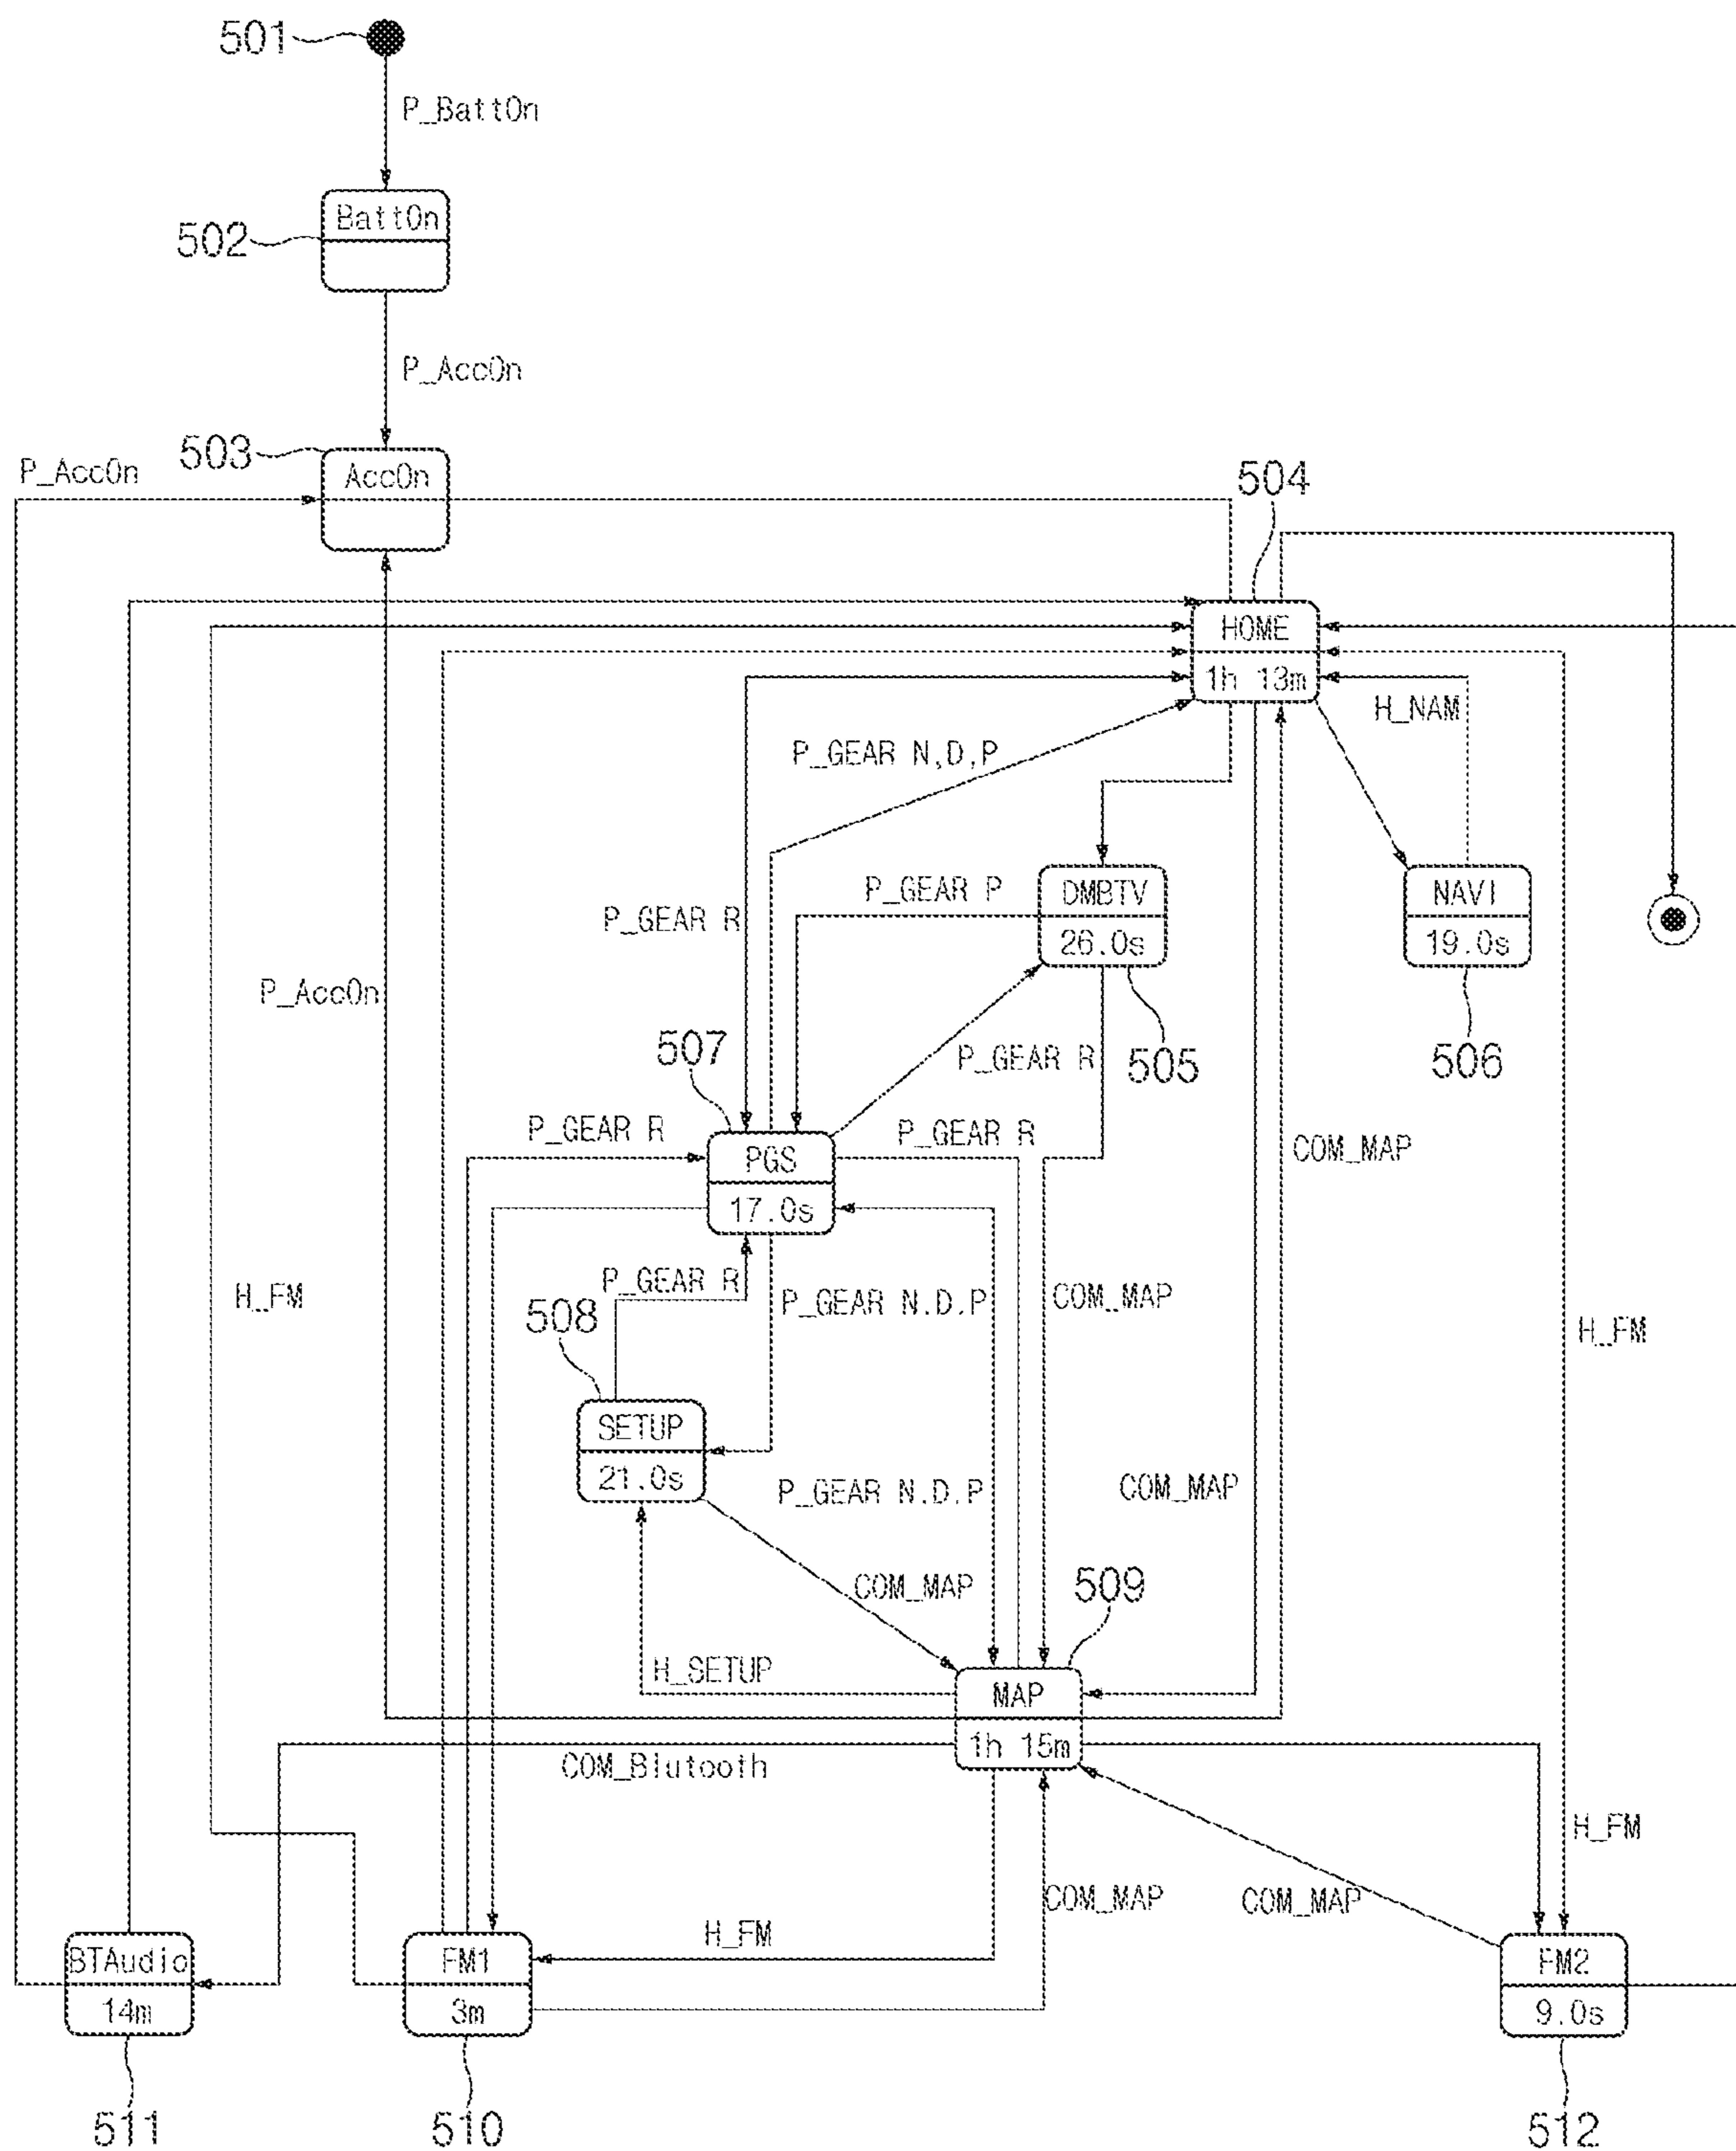 501
P_BattOn
BattOn
502
P_AccOn
503
P_AccOn
AccOn
504
HOME
1h 13m
H_NAM
P_GEAR N,D,P
P_GEAR P
DMBTV
26.0s
NAVI
19.0s
P_GEAR R
P_AccOn
507
P_GEAR R
505
506
P_GEAR R
P_GEAR R
COM_MAP
PGS
17.0s
P_GEAR R
H_FM
P_GEAR N.D.P
COM_MAP
508
H_FM
SETUP
21.0s
P_GEAR N.D.P
COM_MAP
COM_MAP
509
H_SETUP
MAP
1h 15m
COM_Blutooth
H_FM
COM_MAP
COM_MAP
H_FM
BTAudio
14m
FM1
3m
FM2
9.0s
511
510
512